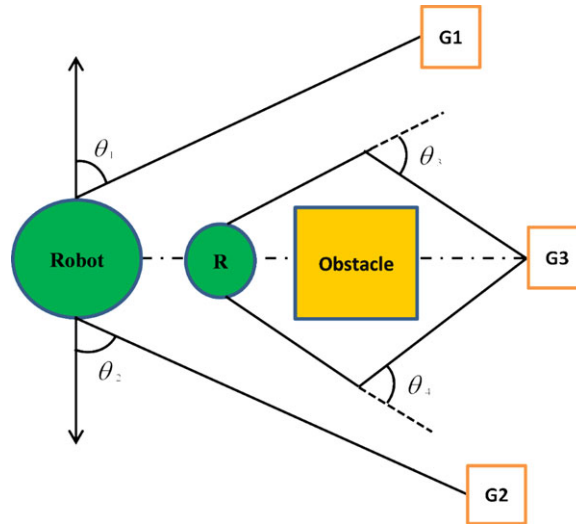 G1
θ₁
θ₃
Robot
R
Obstacle
G3
θ₂
θ₄
G2